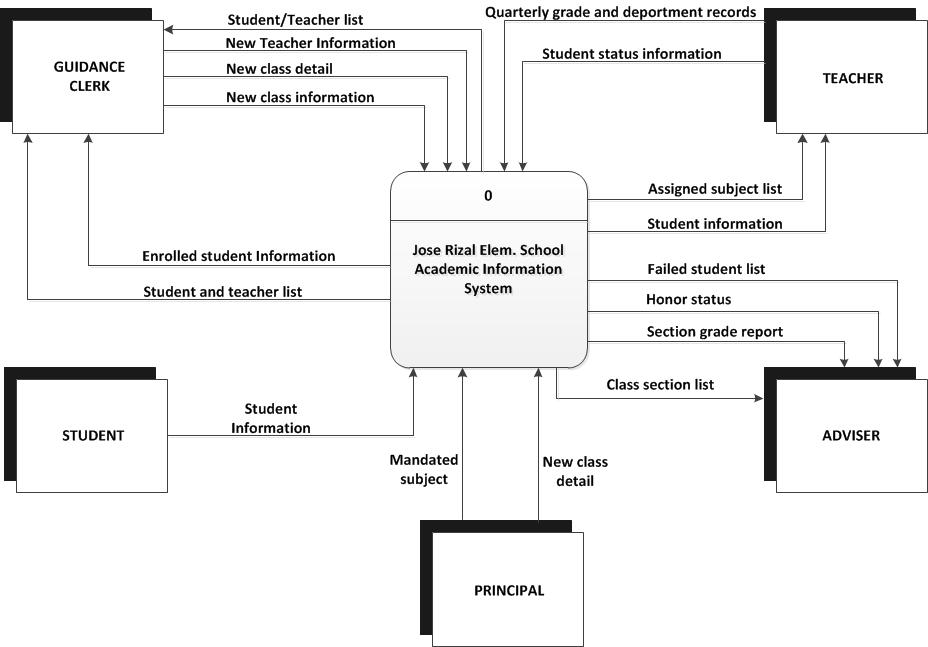 Student/Teacher list
New Teacher Information
New class detail
New class information
GUIDANCE
CLERK
Quarterly grade and deportment records
Student status information
TEACHER
0
Jose Rizal Elem. School
Academic Information
System
Assigned subject list
Student information
Enrolled student Information
Student and teacher list
Failed student list
Honor status
Section grade report
Class section list
STUDENT
Student
Information
ADVISER
Mandated
subject
New class
detail
PRINCIPAL